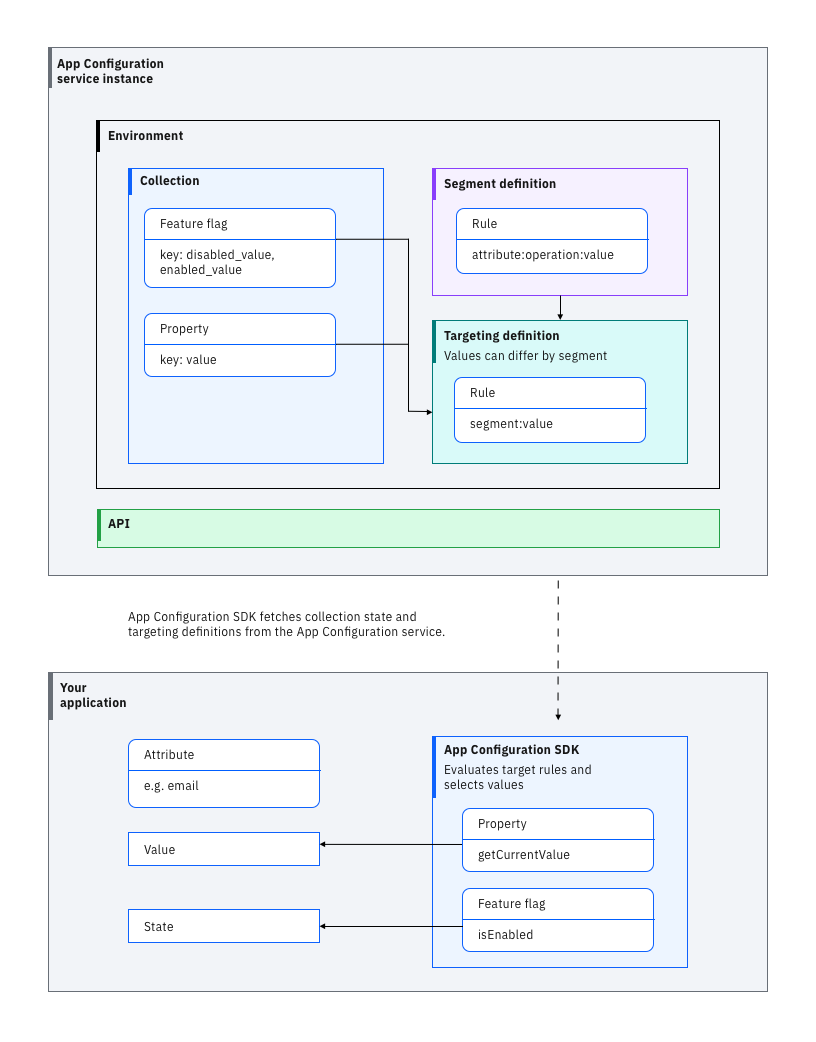 App Configuration
service instance
Environment
Collection
Feature flag
key: disabled_value,
enabled_value
Property
key: value
Segment definition
Rule
attribute:operation:value
Targeting definition
Values can differ by segment
Rule
segment:value
API
App Configuration SDK fetches collection state and
targeting definitions from the App Configuration service.
Your
application
Attribute
e.g. email
Value
State
App Configuration SDK
Evaluates target rules and
selects values
Property
getCurrentValue
Feature flag
isEnabled